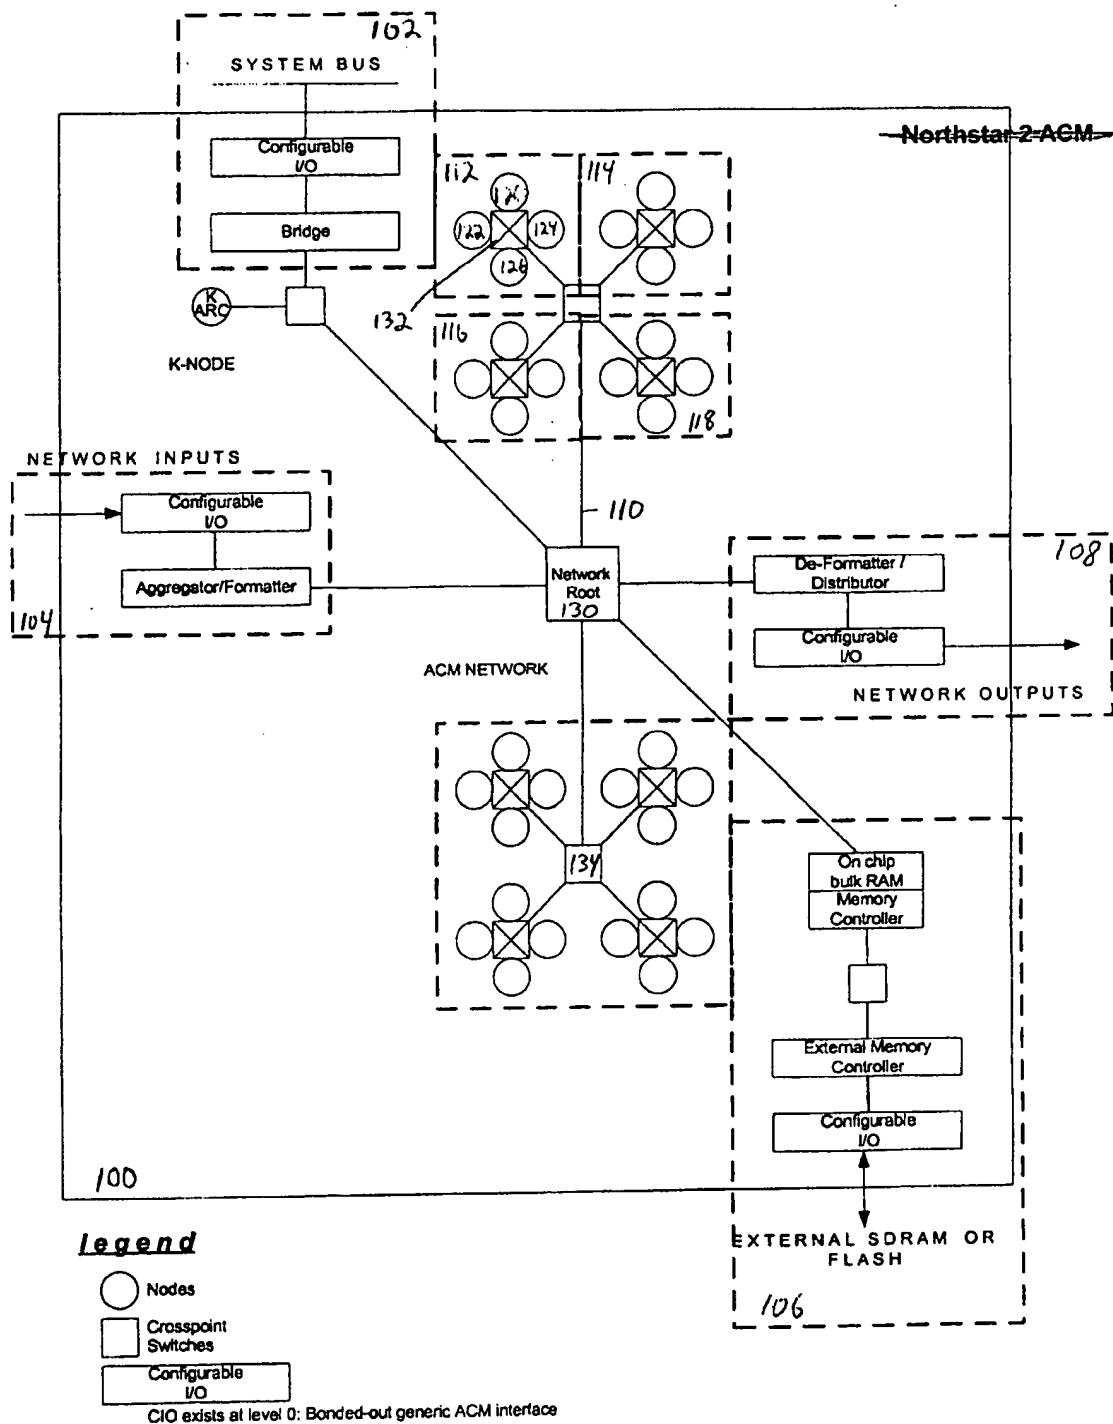 102
SYSTEM BUS
Configurable
I/O
Bridge
Northstar 2 ACM
112
114
120
122
124
126
132
116
118
K
ARC
K-NODE
NETWORK INPUTS
Configurable
I/O
Aggregator/Formatter
104
110
Network
Root
130
108
De-Formatter /
Distributor
Configurable
I/O
NETWORK OUTPUTS
ACM NETWORK
134
On chip
bulk RAM
Memory
Controller
External Memory
Controller
Configurable
I/O
100
EXTERNAL SDRAM OR
FLASH
106
legend
Nodes
Crosspoint
Switches
Configurable
I/O
CIO exists at level 0: Bonded-out generic ACM interface